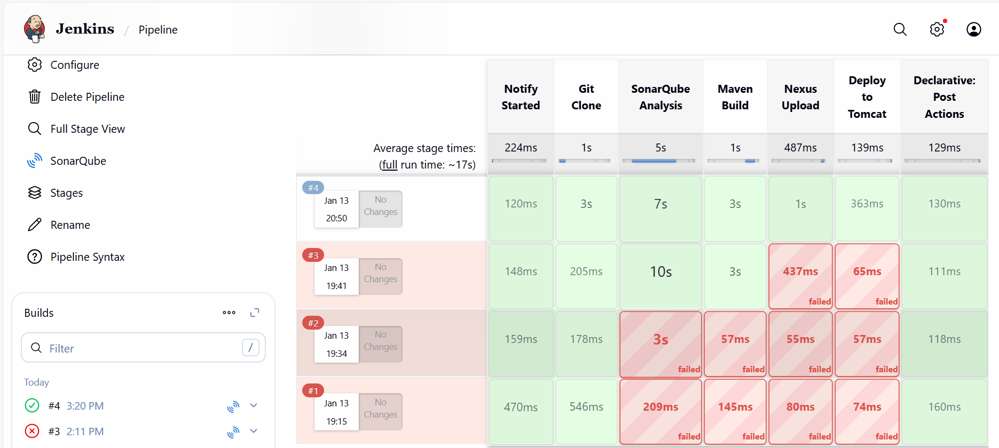 Jenkins / Pipeline
Configure
Delete Pipeline
Full Stage View
SonarQube
Stages
Rename
Pipeline Syntax
Builds
Filter /
Today
#4 3:20 PM
#3 2:11 PM
Notify
Started
Git
Clone
SonarQube
Analysis
Maven
Build
Nexus
Upload
Deploy
to
Tomcat
Declarative:
Post
Actions
Average stage times:
(full run time: ~17s)
224ms 1s 5s 1s 487ms 139ms 129ms
#4
Jan 13
20:50
No
Changes
120ms 3s 7s 3s 1s 363ms 130ms
#3
Jan 13
19:41
No
Changes
148ms 205ms 10s 3s 437ms 65ms 111ms
failed failed
#2
Jan 13
19:34
No
Changes
159ms 178ms 3s 57ms 55ms 57ms 118ms
failed failed failed failed
#1
Jan 13
19:15
No
Changes
470ms 546ms 209ms 145ms 80ms 74ms 160ms
failed failed failed failed